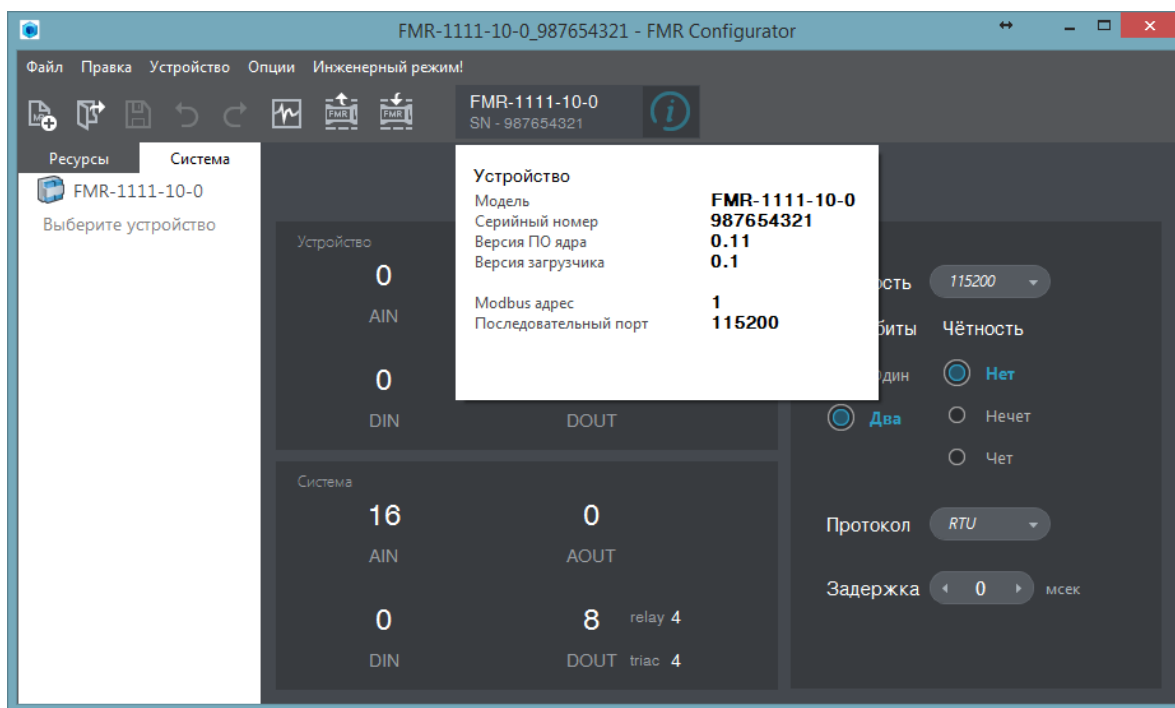 FMR-1111-10-0_987654321 - FMR Configurator
Файл Правка Устройство Опции Инженерный режим!
FMR-1111-10-0
SN - 987654321
Ресурсы Система
FMR-1111-10-0
Выберите устройство
Устройство
Модель FMR-1111-10-0
Серийный номер 987654321
Версия ПО ядра 0.11
Версия загрузчика 0.1
Modbus адрес 1
Последовательный порт 115200
Устройство
0
AIN
0
DIN DOUT
ость 115200
биты Чётность
дин Нет
Два Нечет
Чет
Протокол RTU
Задержка 0 мсек
Система
16 0
AIN AOUT
0 8 relay 4
DIN DOUT triac 4